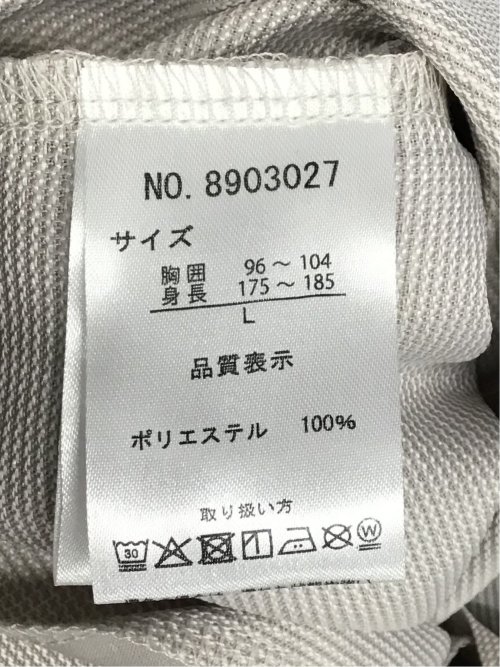 NO. 8903027
サイズ
胸囲 96 ～ 104
身長 175 ～ 185
L
品質表示
ポリエステル 100%
取り扱い方
30 W